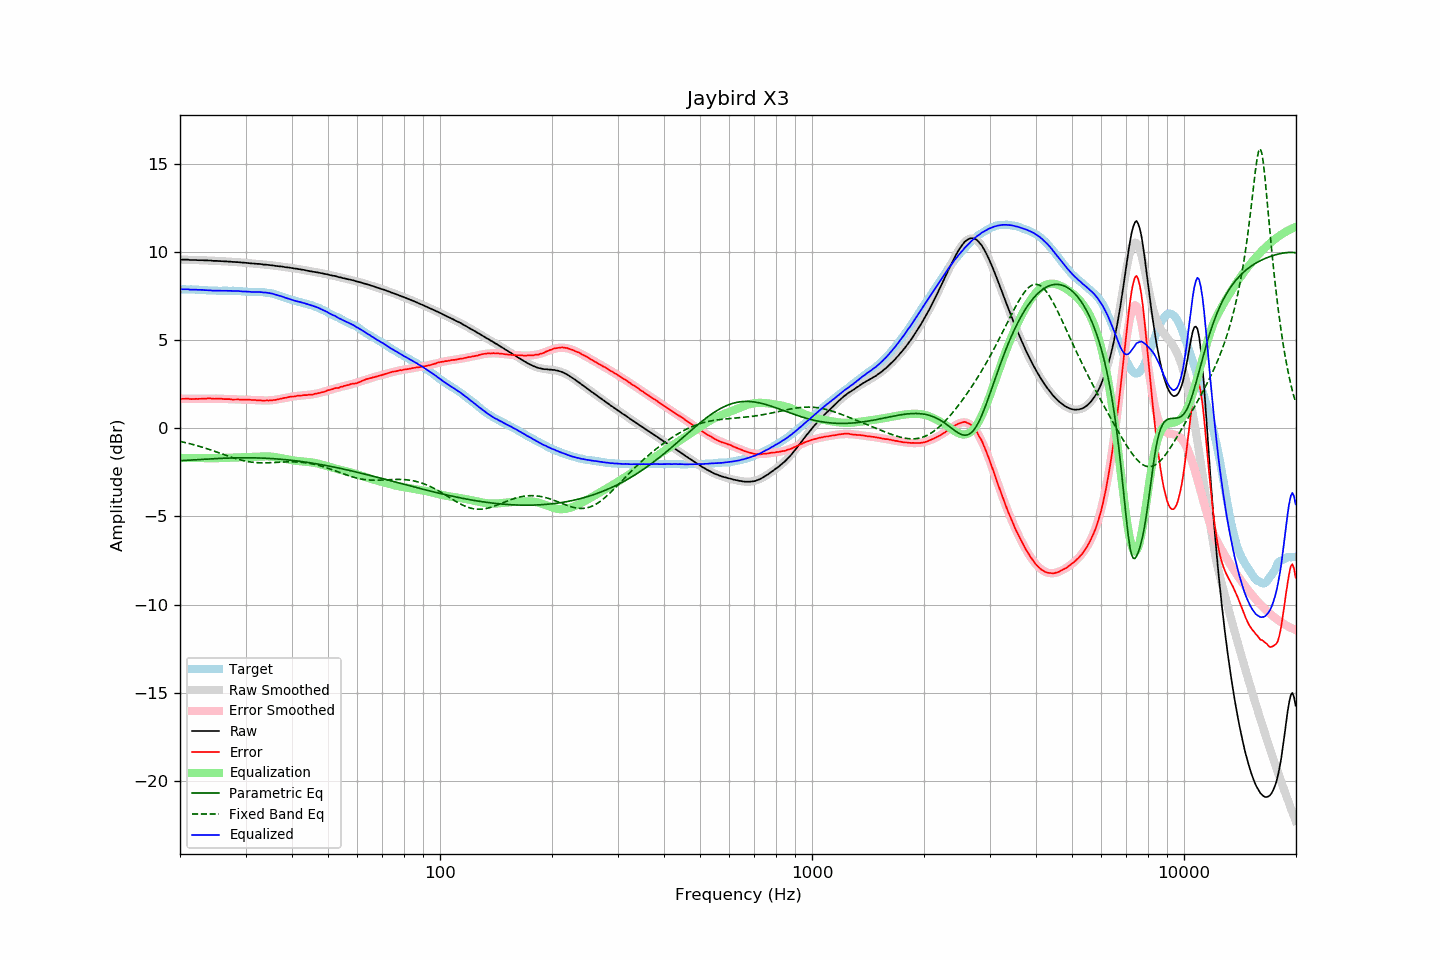 Jaybird X3
Amplitude (dBr)
15
10
5
0
−5
−10
−15
−20
Target
Raw Smoothed
Error Smoothed
Raw
Error
Equalization
Parametric Eq
Fixed Band Eq
Equalized
100
1000
10000
Frequency (Hz)